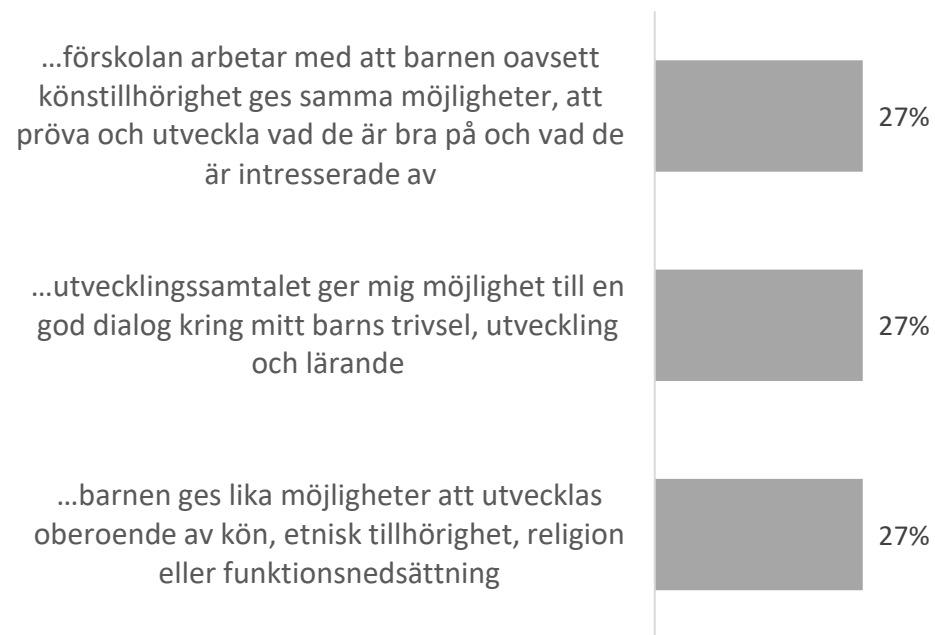 …förskolan arbetar med att barnen oavsett
könstillhörighet ges samma möjligheter, att
pröva och utveckla vad de är bra på och vad de
är intresserade av
27%
…utvecklingssamtalet ger mig möjlighet till en
god dialog kring mitt barns trivsel, utveckling
och lärande
27%
…barnen ges lika möjligheter att utvecklas
oberoende av kön, etnisk tillhörighet, religion
eller funktionsnedsättning
27%